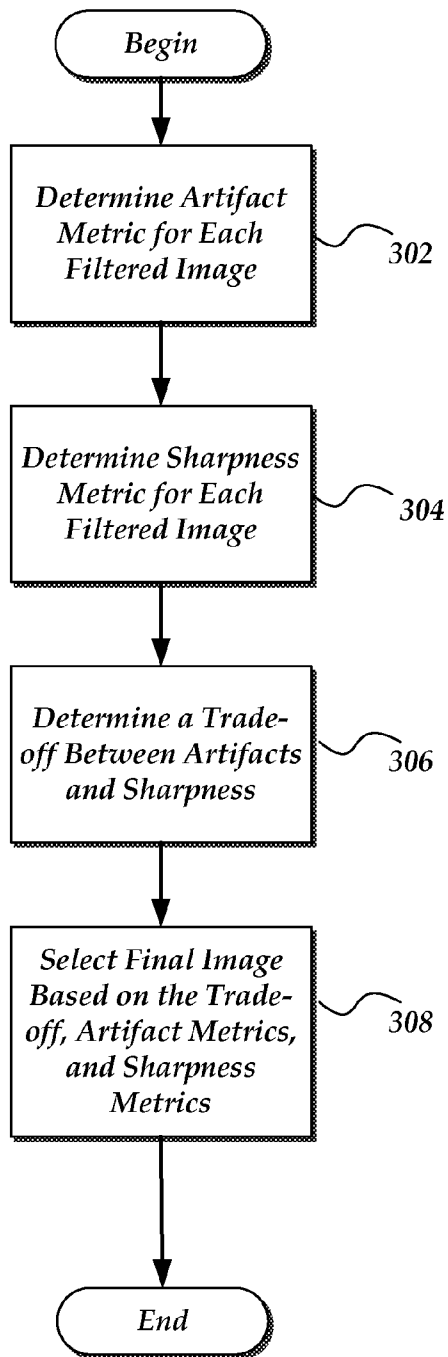 Begin
Determine Artifact
Metric for Each
Filtered Image
302
Determine Sharpness
Metric for Each
Filtered Image
304
Determine a Trade-
off Between Artifacts
and Sharpness
306
Select Final Image
Based on the Trade-
off, Artifact Metrics,
and Sharpness
Metrics
308
End